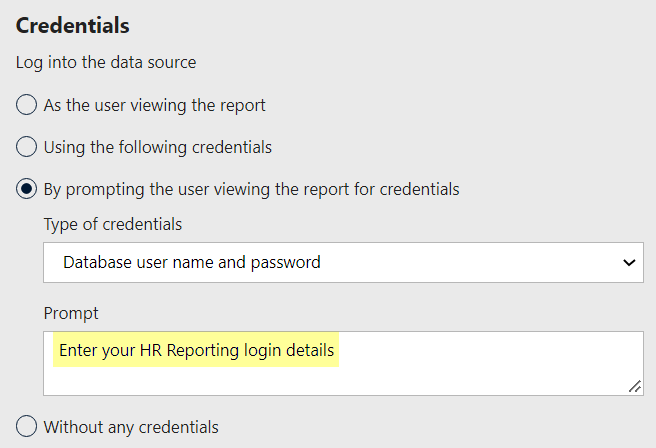 Credentials
Log into the data source
As the user viewing the report
Using the following credentials
By prompting the user viewing the report for credentials
Type of credentials
Database user name and password
Prompt
Enter your HR Reporting login details
Without any credentials